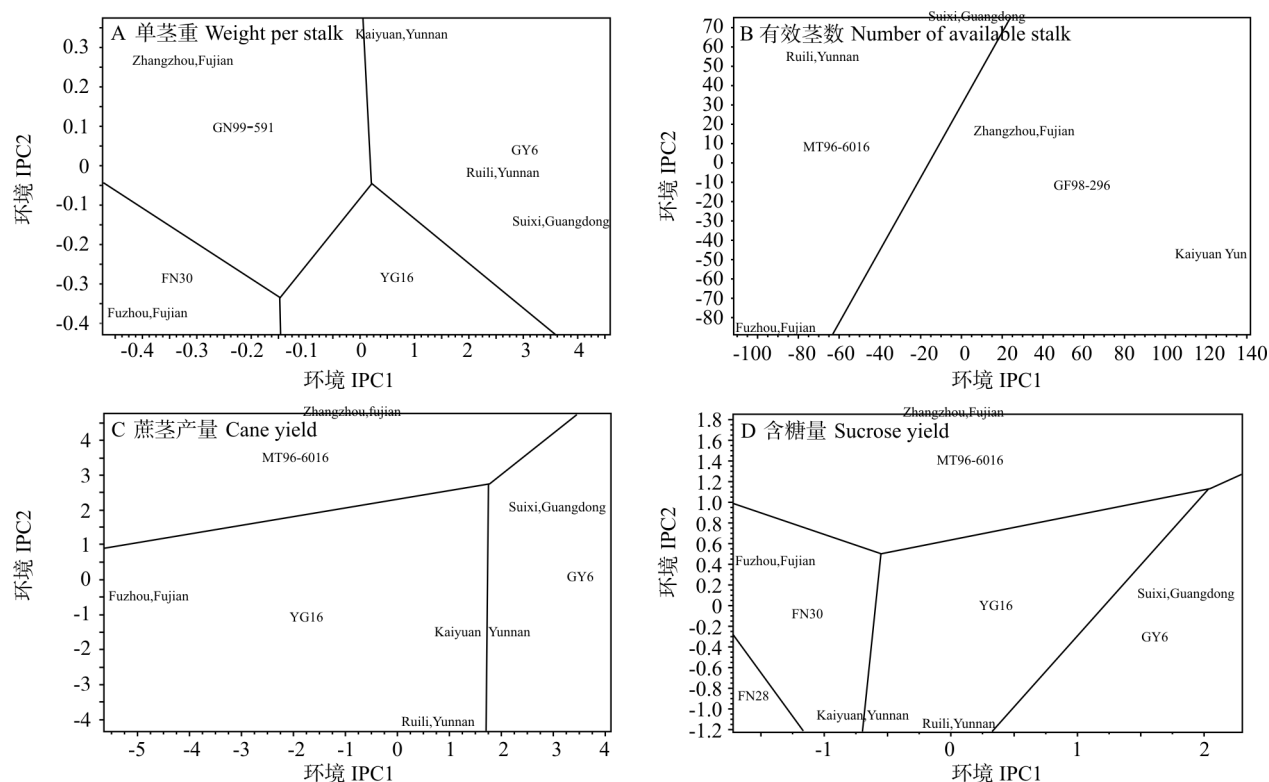 A 单茎重 Weight per stalk
Kaiyuan,Yunnan
Zhangzhou,Fujian
GN99-591
GY6
Ruili,Yunnan
Suixi,Guangdong
FN30
YG16
Fuzhou,Fujian
0.3
0.2
0.1
0
-0.1
-0.2
-0.3
-0.4
环境 IPC2
-0.4
-0.2
-0.2
-0.1
0
1
2
3
4
环境 IPC1
Suixi,Guangdong
B 有效茎数 Number of available stalk
Ruili,Yunnan
Zhangzhou,Fujian
MT96-6016
GF98-296
Kaiyuan Yun
Fuzhou,Fujian
70
60
50
40
30
20
10
0
-10
-20
-30
-40
-50
-60
-70
-80
环境 IPC2
-100
-80
-60
-40
-20
0
20
40
60
80
100
120
140
环境 IPC1
Zhangzhou,fujian
C 蔗茎产量 Cane yield
MT96-6016
Suixi,Guangdong
GY6
Fuzhou,Fujian
YG16
Kaiyuan Yunnan
Ruili,Yunnan
4
3
2
1
0
-1
-2
-3
-4
环境 IPC2
-5
-4
-3
-2
-1
0
1
2
3
4
环境 IPC1
Zhangzhou,Fujian
D 含糖量 Sucrose yield
MT96-6016
Fuzhou,Fujian
Suixi,Guangdong
FN30
YG16
GY6
FN28
Kaiyuan,Yunnan
Ruili,Yunnan
1.8
1.6
1.4
1.2
1.0
0.8
0.6
0.4
0.2
0
-0.2
-0.4
-0.6
-0.8
-1.0
-1.2
环境 IPC2
-1
0
1
2
环境 IPC1